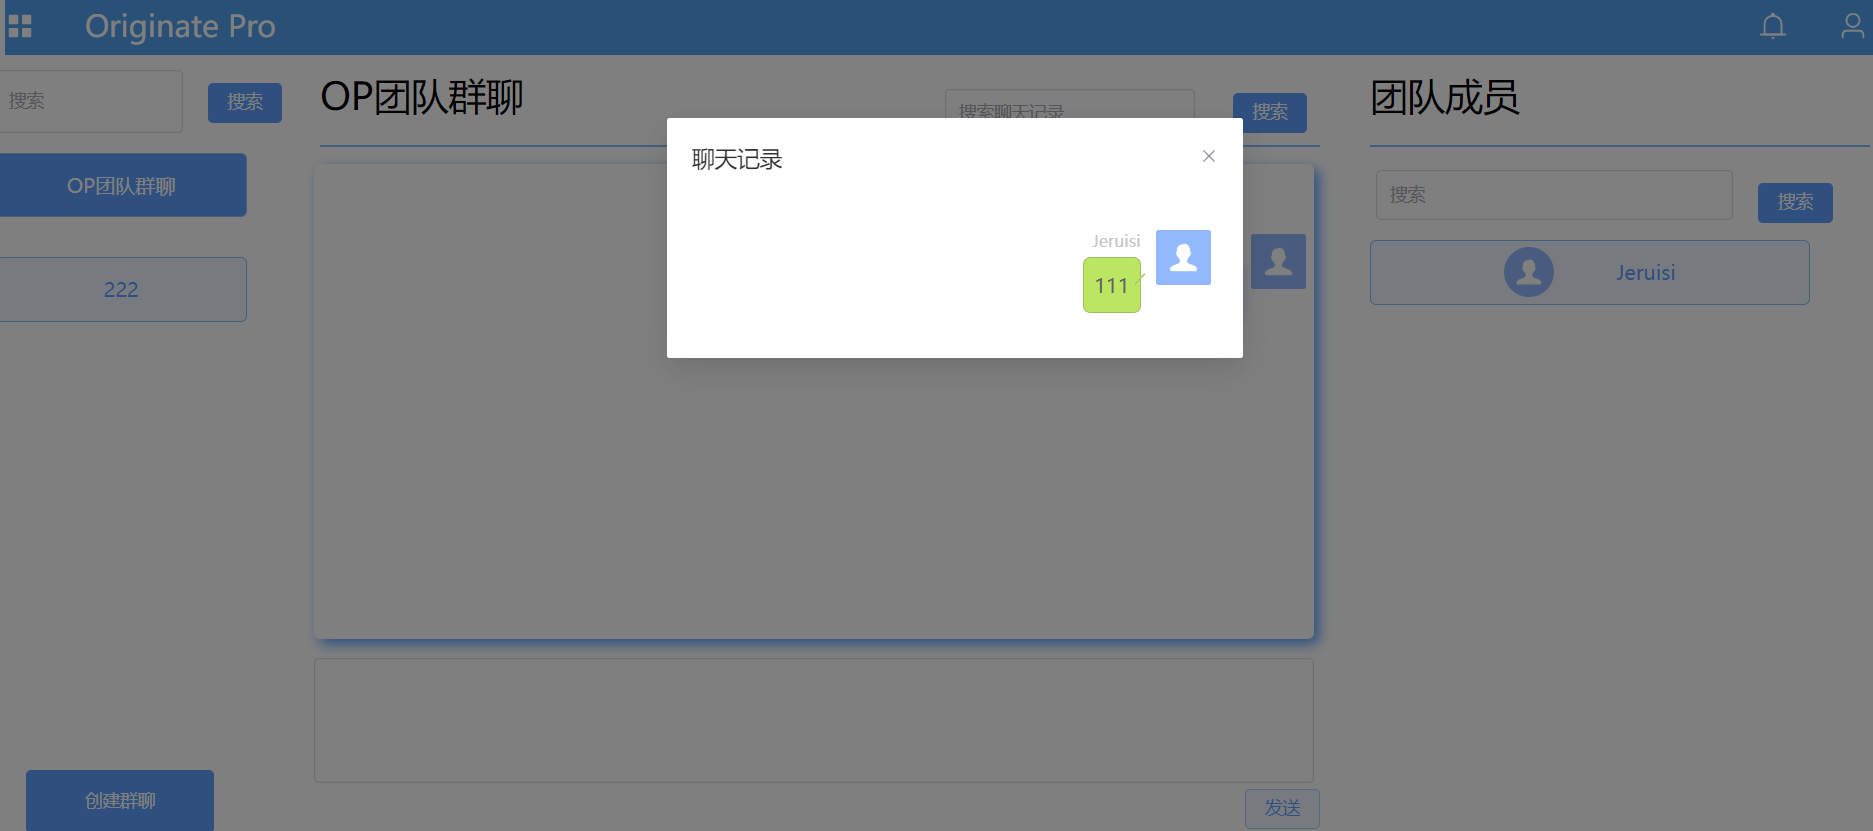 Originate Pro
搜索
搜索
OP团队群聊
222
创建群聊
OP团队群聊
搜索聊天记录
搜索
聊天记录
Jeruisi
111
发送
团队成员
搜索
搜索
Jeruisi